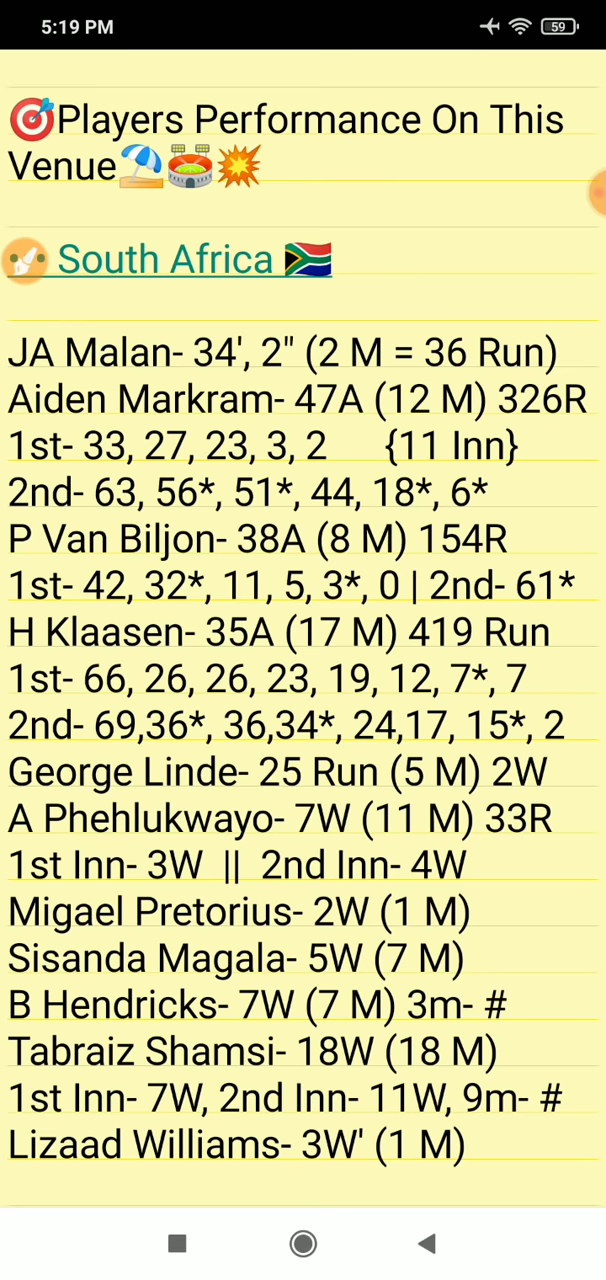 5:19 PM
59
🎯Players Performance On This
Venue⛱️🏟️💥
South Africa 🇿🇦
JA Malan- 34', 2" (2 M = 36 Run)
Aiden Markram- 47A (12 M) 326R
1st- 33, 27, 23, 3, 2 {11 Inn}
2nd- 63, 56*, 51*, 44, 18*, 6*
P Van Biljon- 38A (8 M) 154R
1st- 42, 32*, 11, 5, 3*, 0 | 2nd- 61*
H Klaasen- 35A (17 M) 419 Run
1st- 66, 26, 26, 23, 19, 12, 7*, 7
2nd- 69,36*, 36,34*, 24,17, 15*, 2
George Linde- 25 Run (5 M) 2W
A Phehlukwayo- 7W (11 M) 33R
1st Inn- 3W || 2nd Inn- 4W
Migael Pretorius- 2W (1 M)
Sisanda Magala- 5W (7 M)
B Hendricks- 7W (7 M) 3m- #
Tabraiz Shamsi- 18W (18 M)
1st Inn- 7W, 2nd Inn- 11W, 9m- #
Lizaad Williams- 3W' (1 M)